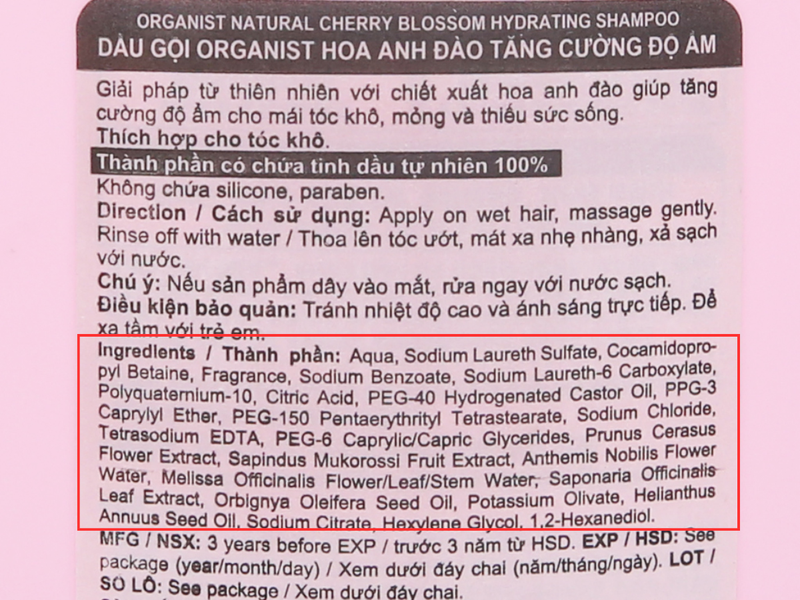 ORGANIST NATURAL CHERRY BLOSSOM HYDRATING SHAMPOO
DẦU GỘI ORGANIST HOA ANH ĐÀO TĂNG CƯỜNG ĐỘ ẨM
Giải pháp từ thiên nhiên với chiết xuất hoa anh đào giúp tăng
cường độ ẩm cho mái tóc khô, mỏng và thiếu sức sống.
Thích hợp cho tóc khô.
Thành phần có chứa tinh dầu tự nhiên 100%
Không chứa silicone, paraben.
Direction / Cách sử dụng: Apply on wet hair, massage gently.
Rinse off with water / Thoa lên tóc ướt, mát xa nhẹ nhàng, xả sạch
với nước.
Chú ý: Nếu sản phẩm dây vào mắt, rửa ngay với nước sạch.
Điều kiện bảo quản: Tránh nhiệt độ cao và ánh sáng trực tiếp. Để
xa tầm với trẻ em.
Ingredients / Thành phần: Aqua, Sodium Laureth Sulfate, Cocamidopro-
pyl Betaine, Fragrance, Sodium Benzoate, Sodium Laureth-6 Carboxylate,
Polyquaternium-10, Citric Acid, PEG-40 Hydrogenated Castor Oil, PPG-3
Caprylyl Ether, PEG-150 Pentaerythrityl Tetrastearate, Sodium Chloride,
Tetrasodium EDTA, PEG-6 Caprylic/Capric Glycerides, Prunus Cerasus
Flower Extract, Sapindus Mukorossi Fruit Extract, Anthemis Nobilis Flower
Water, Melissa Officinalis Flower/Leaf/Stem Water, Saponaria Officinalis
Leaf Extract, Orbignya Oleifera Seed Oil, Potassium Olivate, Helianthus
Annuus Seed Oil, Sodium Citrate, Hexylene Glycol, 1,2-Hexanediol.
MFG / NSX: 3 years before EXP / trước 3 năm từ HSD. EXP / HSD: See
package (year/month/day) / Xem dưới đáy chai (năm/tháng/ngày). LOT /
SỐ LÔ: See package / Xem dưới đáy chai.